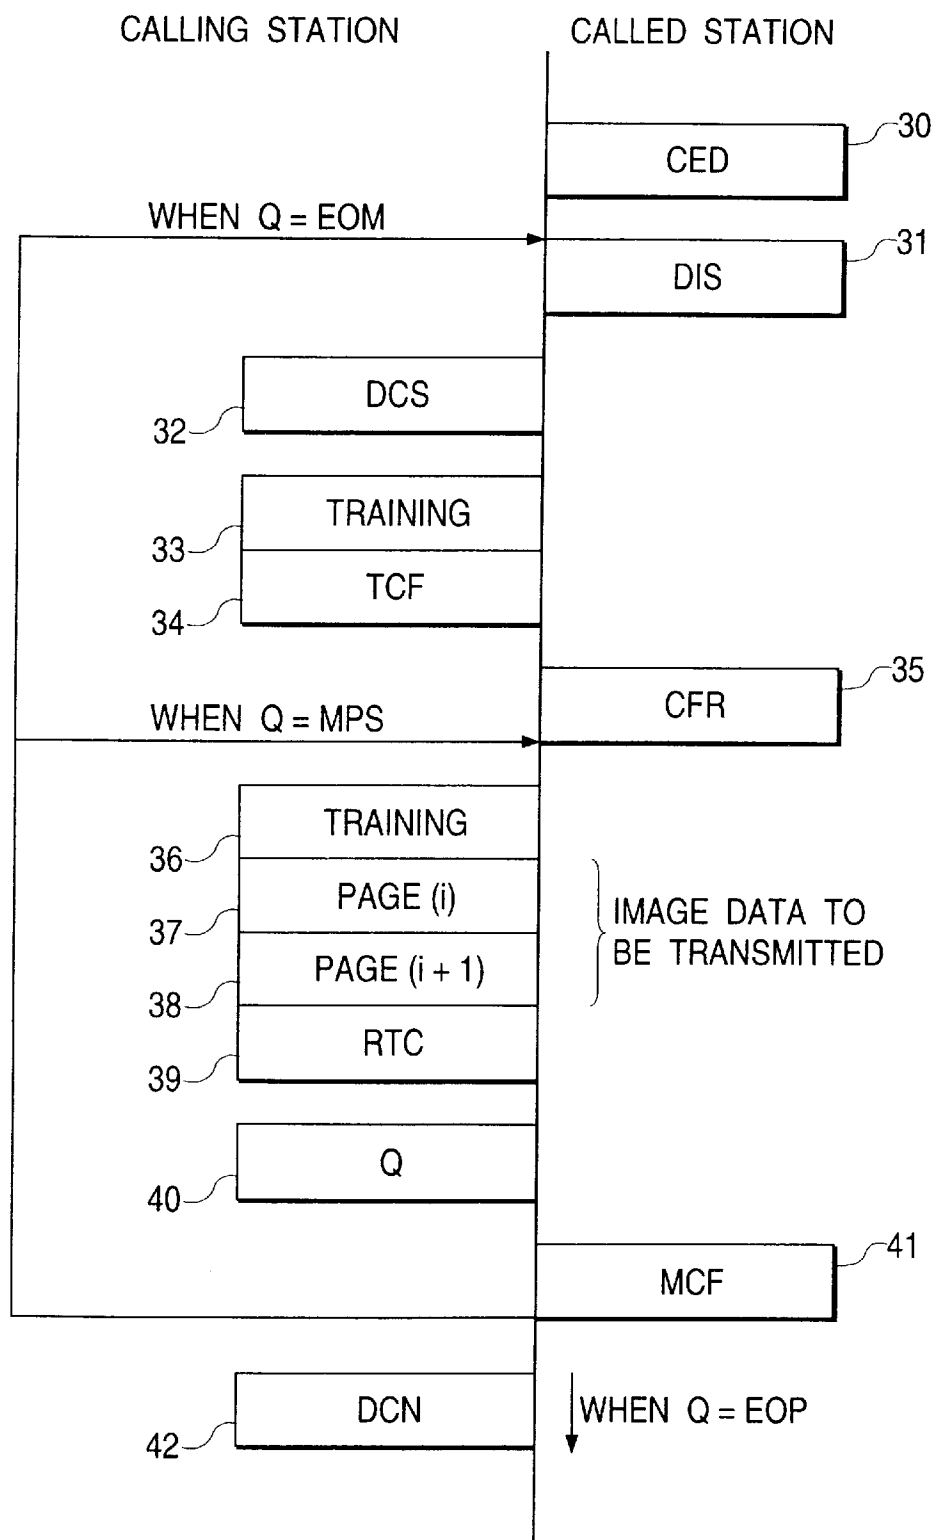 CALLING STATION
CALLED STATION
30
CED
WHEN Q = EOM
31
DIS
DCS
32
TRAINING
33
TCF
34
35
CFR
WHEN Q = MPS
TRAINING
36
PAGE (i)
37
IMAGE DATA TO
BE TRANSMITTED
PAGE (i + 1)
38
RTC
39
Q
40
41
MCF
DCN
WHEN Q = EOP
42